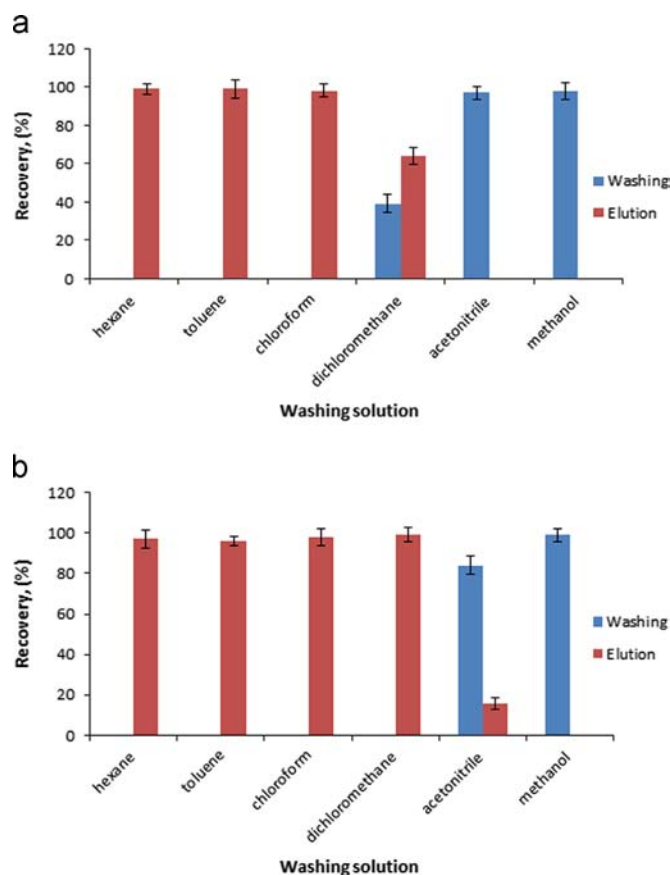 a
120
100
80
60
40
20
0
Recovery, (%)
hexane
toluene
chloroform
dichloromethane
acetonitrile
methanol
Washing solution
Washing
Elution
b
120
100
80
60
40
20
0
Recovery, (%)
hexane
toluene
chloroform
dichloromethane
acetonitrile
methanol
Washing solution
Washing
Elution